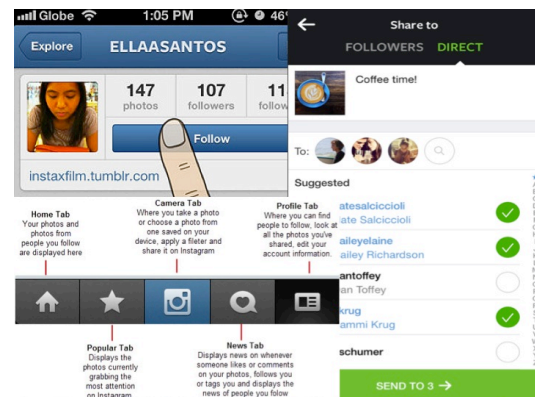 Globe 1:05 PM 46
Explore ELLAASANTOS
147 107 11
photos followers follow
Follow
instaxfilm.tumblr.com
Home Tab
Your photos and
photos from
people you follow
are displayed here
Camera Tab
Where you take a photo
or choose a photo from
one saved on your
device, apply a fileter and
share it on Instagram
Profile Tab
Where you can find
people to follow, look at
all the photos you've
shared, edit your
account information.
Popular Tab
Displays the
photos currently
grabbing the
most attention
on Instagram
News Tab
Displays news on whenever
someone likes or comments
on your photos, follows you
or tags you and displays the
news of people you folow
Share to
FOLLOWERS DIRECT
Coffee time!
To:
Suggested
atesalciccioli
ate Salciccioli
aileyelaine
ailey Richardson
antoffey
an Toffey
krug
ammi Krug
schumer
SEND TO 3